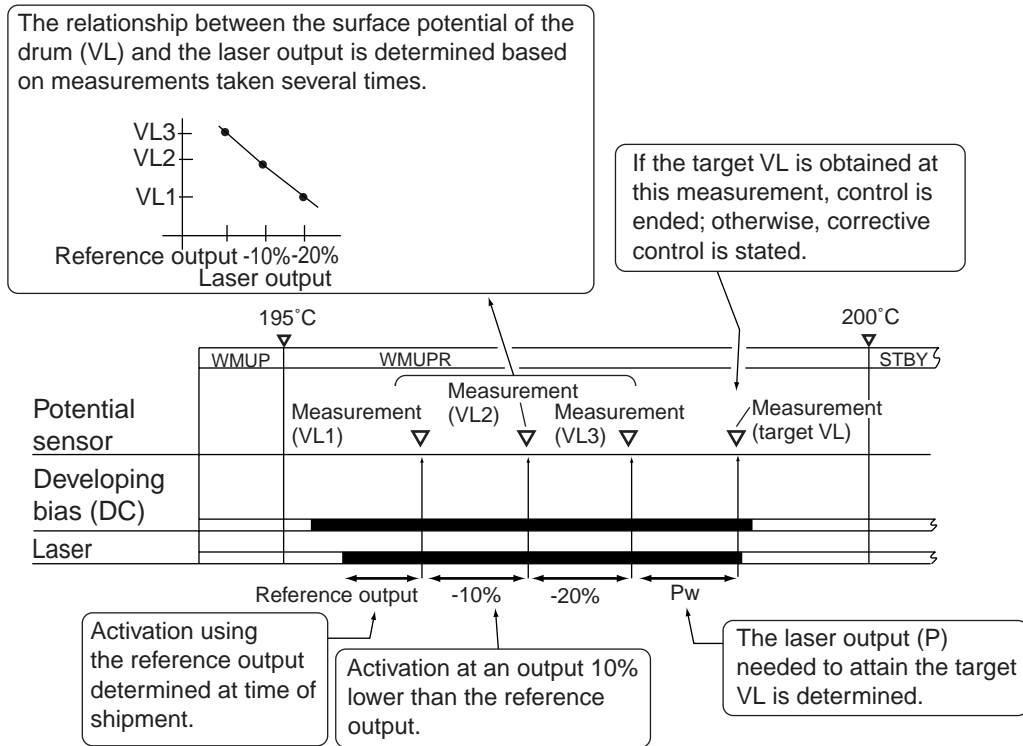 The relationship between the surface potential of the
drum (VL) and the laser output is determined based
on measurements taken several times.
VL3
VL2
VL1
Reference output -10% -20%
Laser output
If the target VL is obtained at
this measurement, control is
ended; otherwise, corrective
control is stated.
195˚C
200˚C
WMUP
WMUPR
STBY
Potential
sensor
Measurement
(VL1)
Measurement
(VL2)
Measurement
(VL3)
Measurement
(target VL)
Developing
bias (DC)
Laser
Reference output
-10%
-20%
Pw
Activation using
the reference output
determined at time of
shipment.
Activation at an output 10%
lower than the reference
output.
The laser output (P)
needed to attain the target
VL is determined.